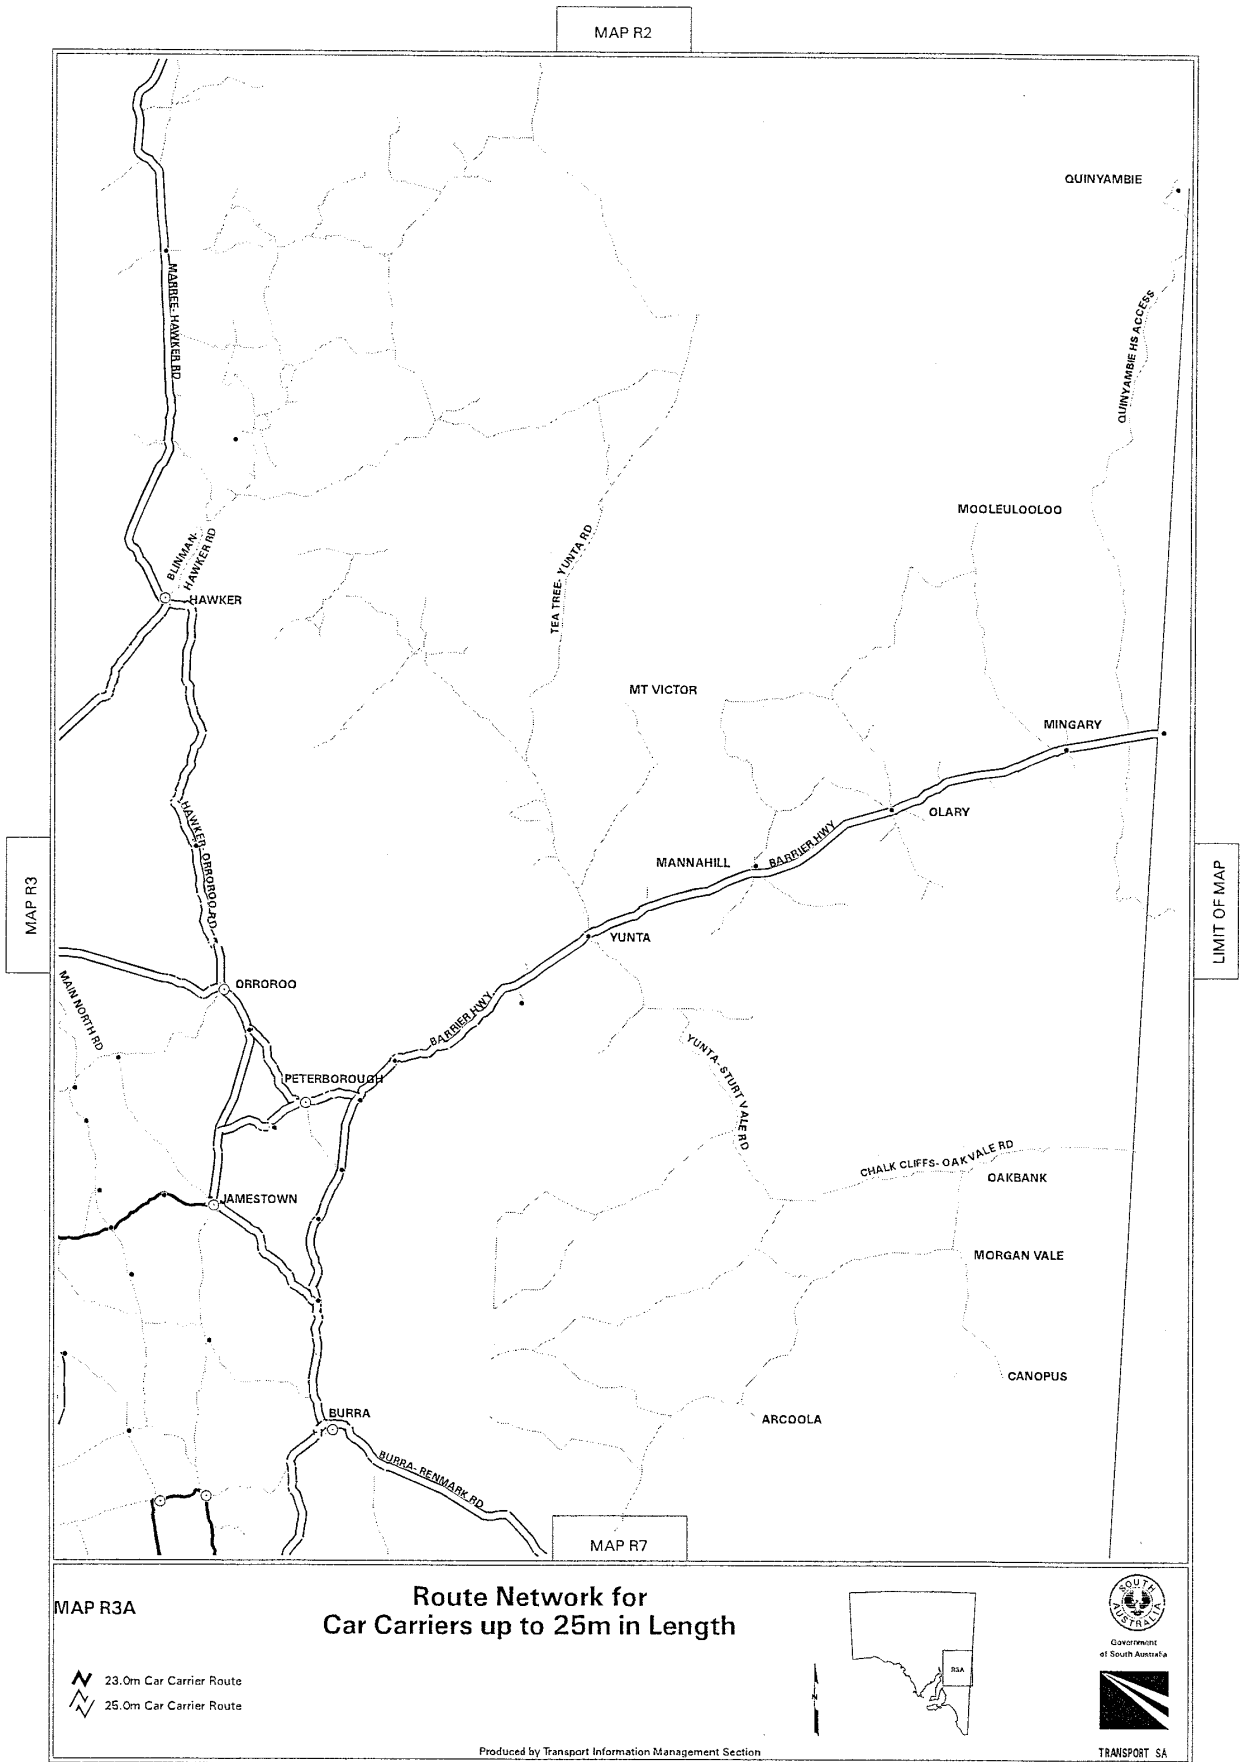 MAP R2
QUINYAMBIE
MARREE- HAWKER RD
QUINYAMBIE HS ACCESS
MOOLEULOOLOO
BLINMAN-
HAWKER RD
TEA TREE- YUNTA RD
HAWKER
MT VICTOR
MINGARY
HAWKER- ORROROO RD
OLARY
BARRIER HWY
MANNAHILL
MAP R3
LIMIT OF MAP
YUNTA
ORROROO
MAIN NORTH RD
BARRIER HWY
YUNTA- STURT VALE RD
PETERBOROUGH
CHALK CLIFFS- OAKVALE RD
OAKBANK
JAMESTOWN
MORGAN VALE
CANOPUS
BURRA
ARCOOLA
BURRA- RENMARK RD
MAP R7
MAP R3A
Route Network for
Car Carriers up to 25m in Length
23.0m Car Carrier Route
25.0m Car Carrier Route
R3A
N
SOUTH
AUSTRALIA
Government
of South Australia
TRANSPORT SA
Produced by Transport Information Management Section